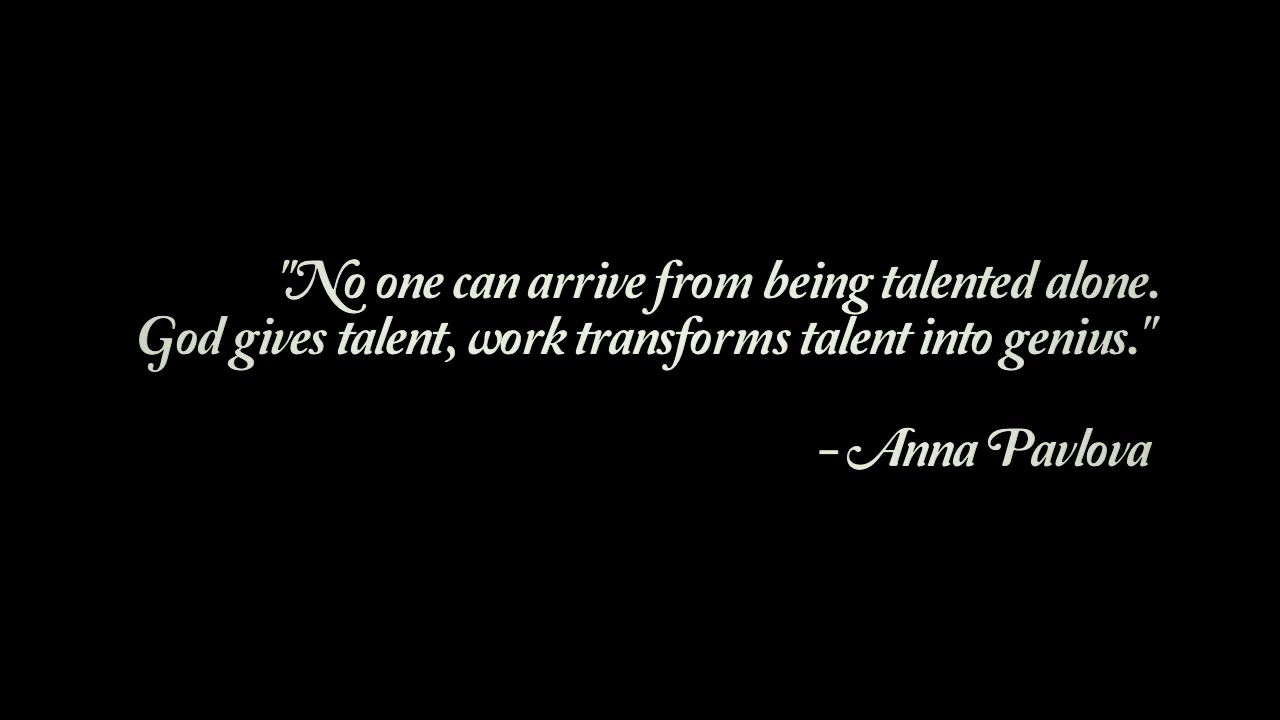 "No one can arrive from being talented alone.
God gives talent, work transforms talent into genius."
– Anna Pavlova